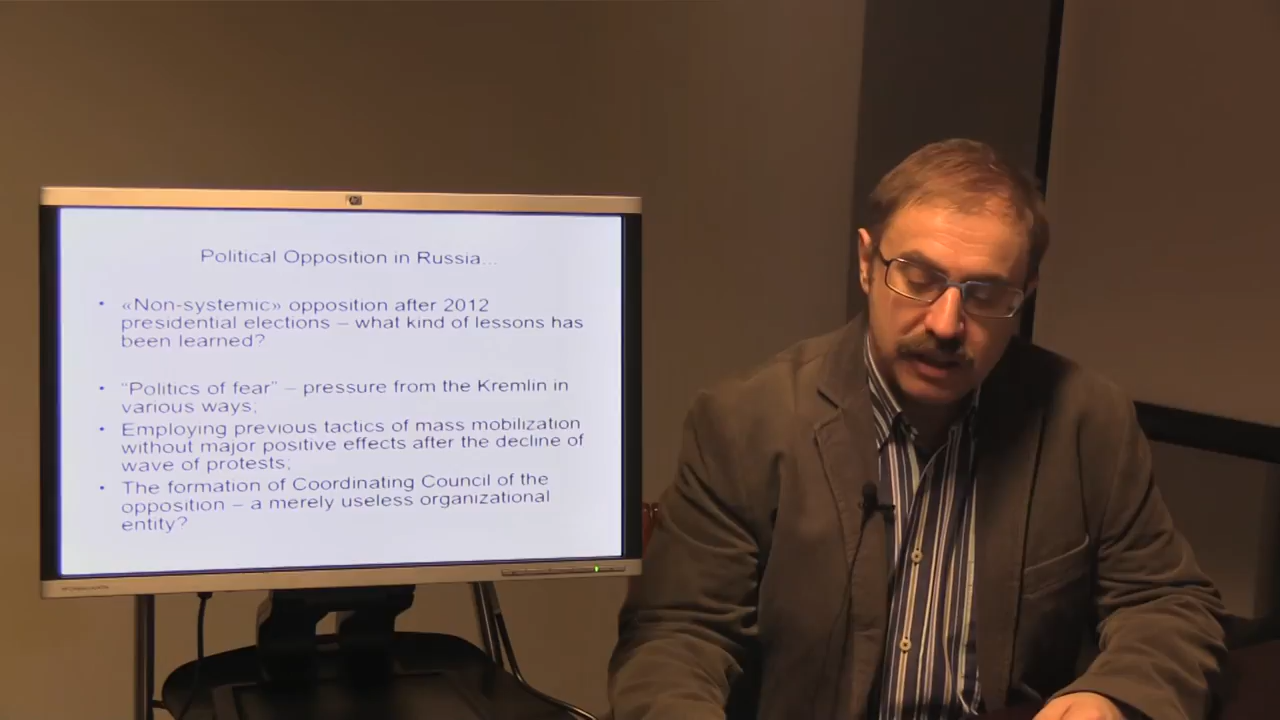 Political Opposition in Russia...
• «Non-systemic» opposition after 2012
presidential elections – what kind of lessons has
been learned?
• “Politics of fear” – pressure from the Kremlin in
various ways;
• Employing previous tactics of mass mobilization
without major positive effects after the decline of
wave of protests;
• The formation of Coordinating Council of the
opposition – a merely useless organizational
entity?
hp